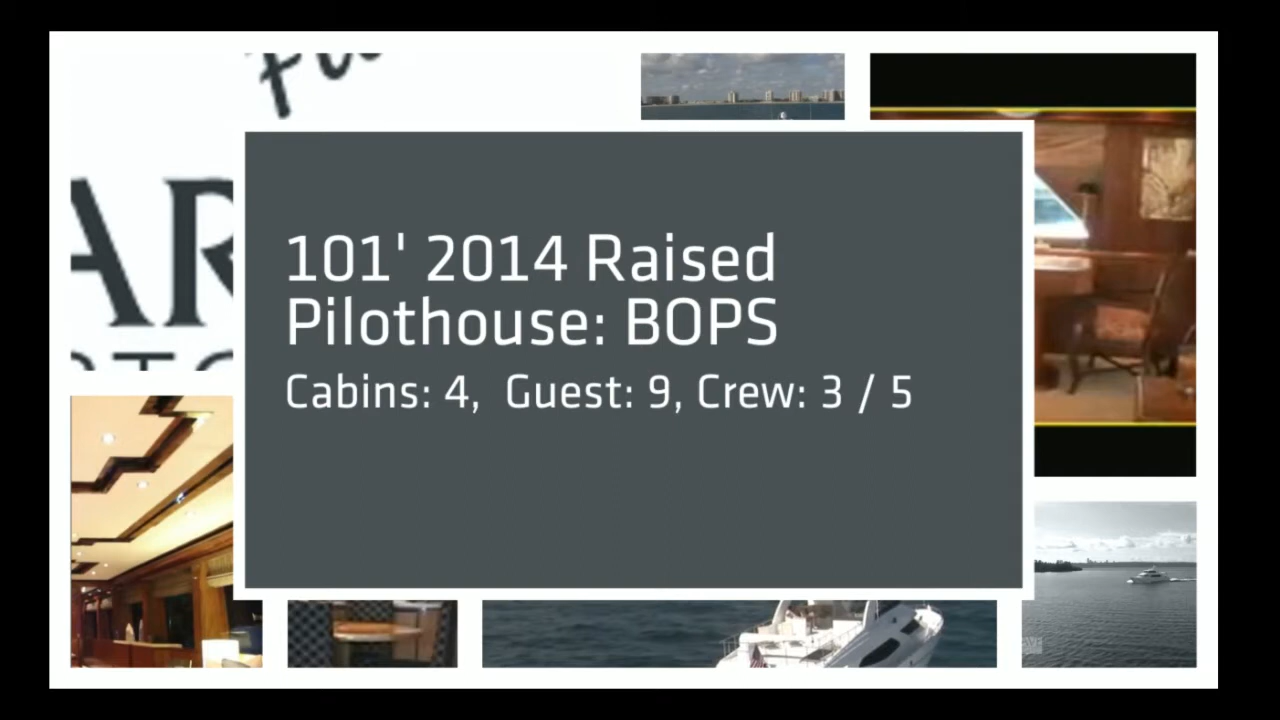 101' 2014 Raised
Pilothouse: BOPS
Cabins: 4,  Guest: 9, Crew: 3 / 5